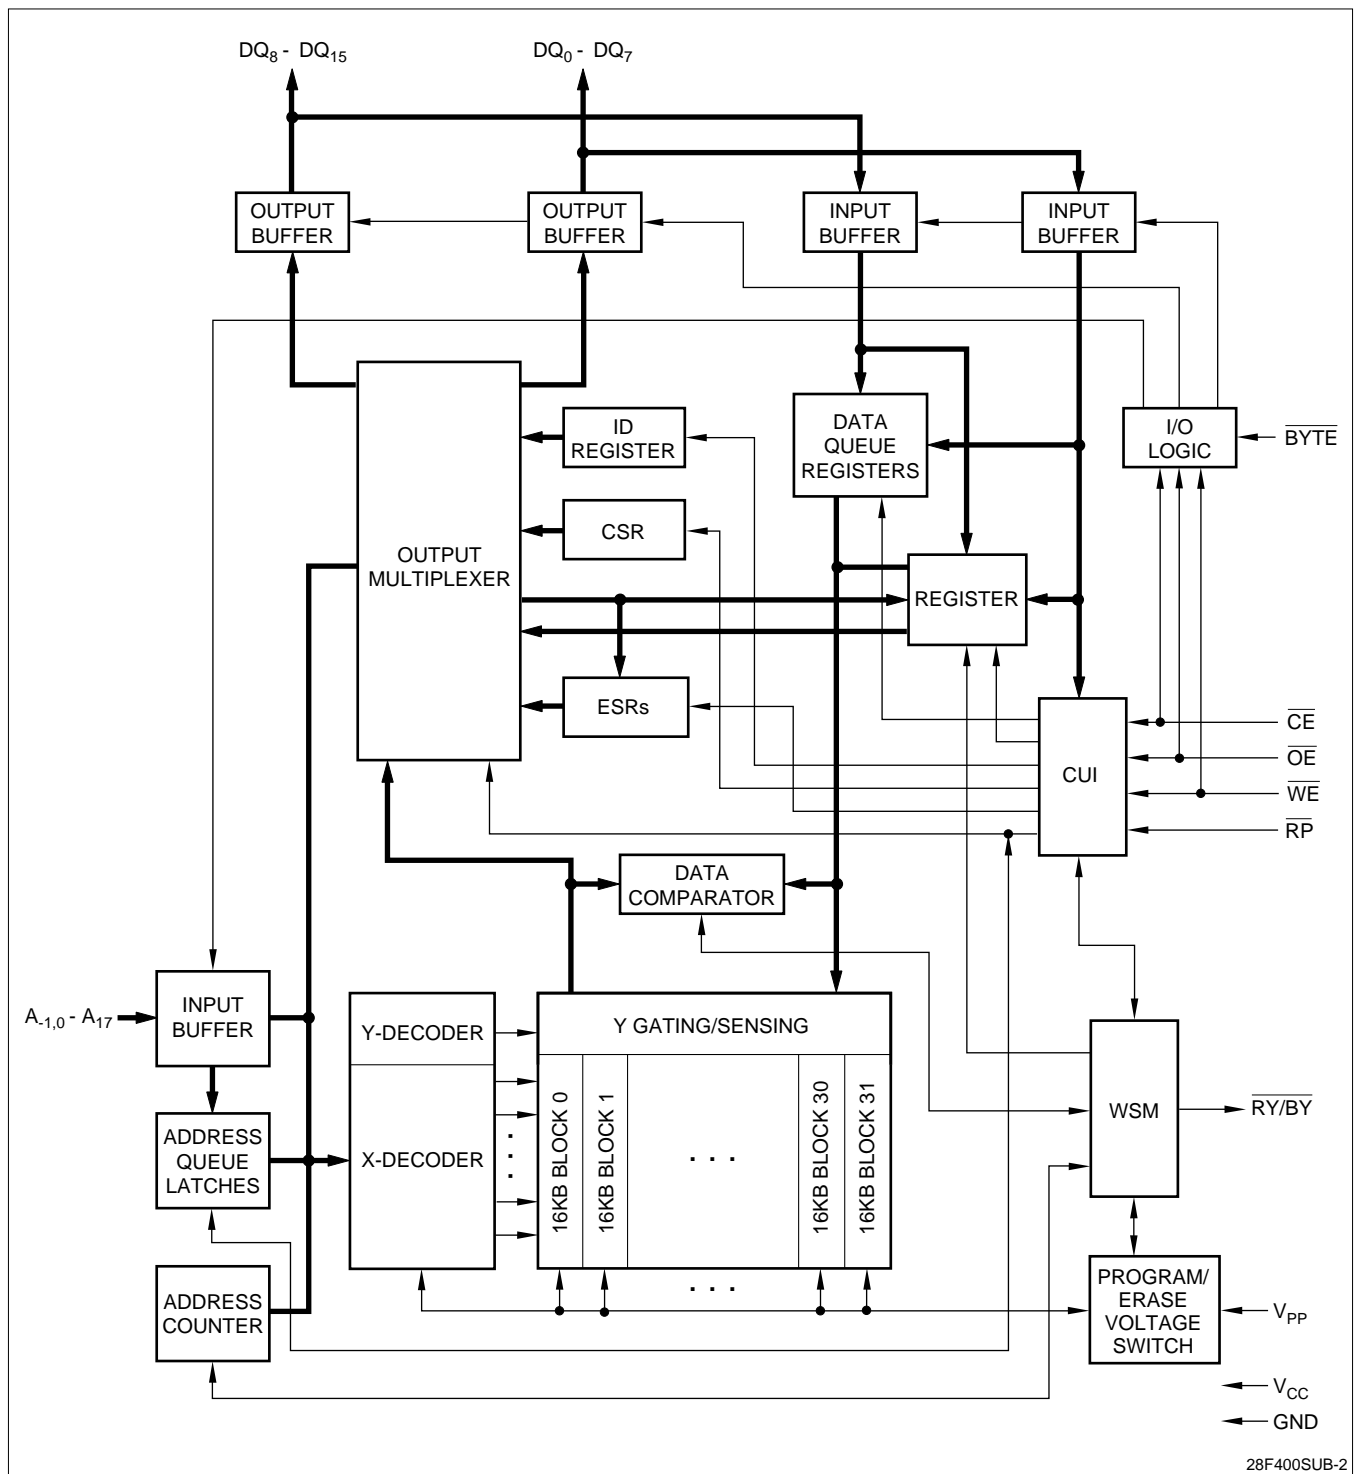 DQ8 - DQ15
DQ0 - DQ7
OUTPUT
BUFFER
OUTPUT
BUFFER
INPUT
BUFFER
INPUT
BUFFER
ID
REGISTER
DATA
QUEUE
REGISTERS
I/O
LOGIC
BYTE
CSR
OUTPUT
MULTIPLEXER
REGISTER
ESRs
CUI
CE
OE
WE
RP
DATA
COMPARATOR
A-1,0 - A17
INPUT
BUFFER
Y-DECODER
Y GATING/SENSING
ADDRESS
QUEUE
LATCHES
X-DECODER
16KB BLOCK 0
16KB BLOCK 1
. . .
16KB BLOCK 30
16KB BLOCK 31
WSM
RY/BY
. . .
. . .
ADDRESS
COUNTER
PROGRAM/
ERASE
VOLTAGE
SWITCH
VPP
VCC
GND
28F400SUB-2